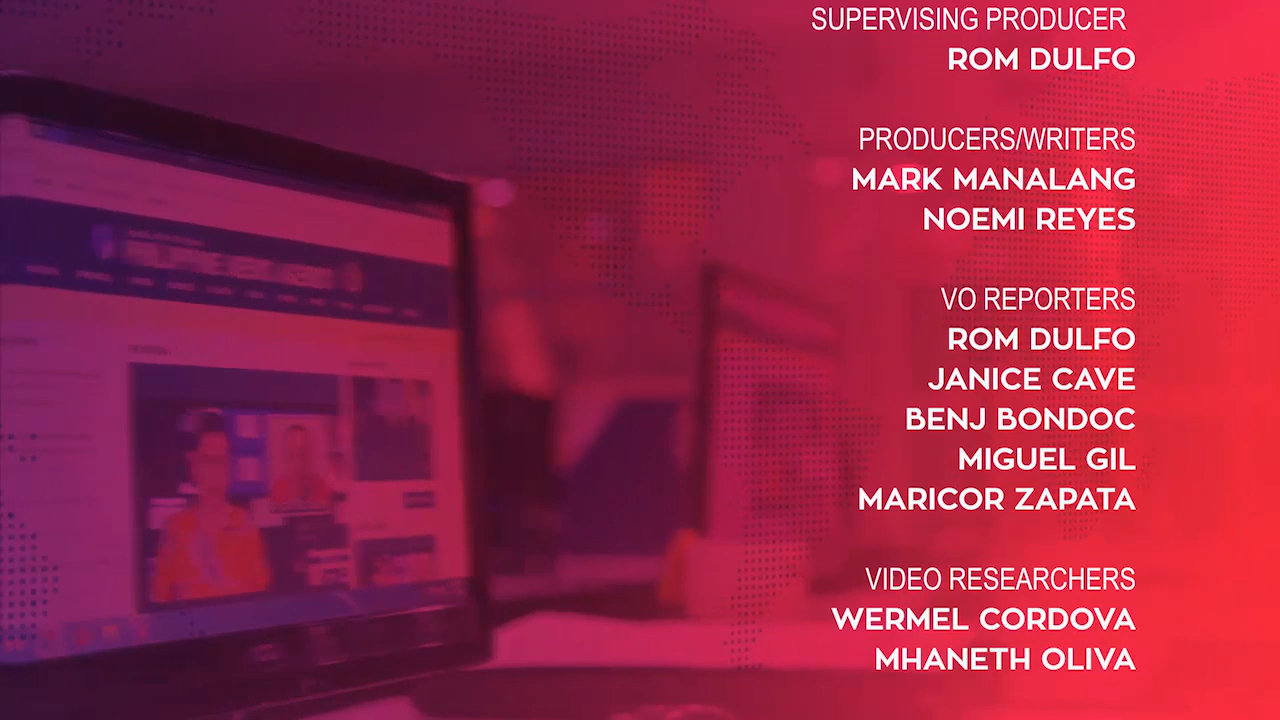 SUPERVISING PRODUCER
ROM DULFO
PRODUCERS/WRITERS
MARK MANALANG
NOEMI REYES
VO REPORTERS
ROM DULFO
JANICE CAVE
BENJ BONDOC
MIGUEL GIL
MARICOR ZAPATA
VIDEO RESEARCHERS
WERMEL CORDOVA
MHANETH OLIVA